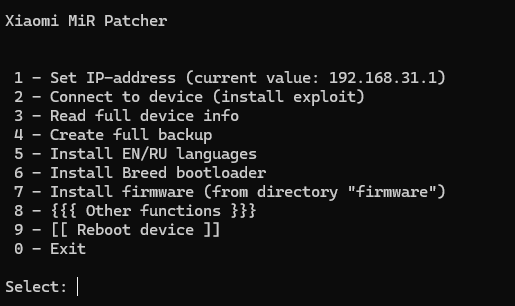 Xiaomi MiR Patcher
1 - Set IP-address (current value: 192.168.31.1)
2 - Connect to device (install exploit)
3 - Read full device info
4 - Create full backup
5 - Install EN/RU languages
6 - Install Breed bootloader
7 - Install firmware (from directory "firmware")
8 - {{{ Other functions }}}
9 - [[ Reboot device ]]
0 - Exit
Select: